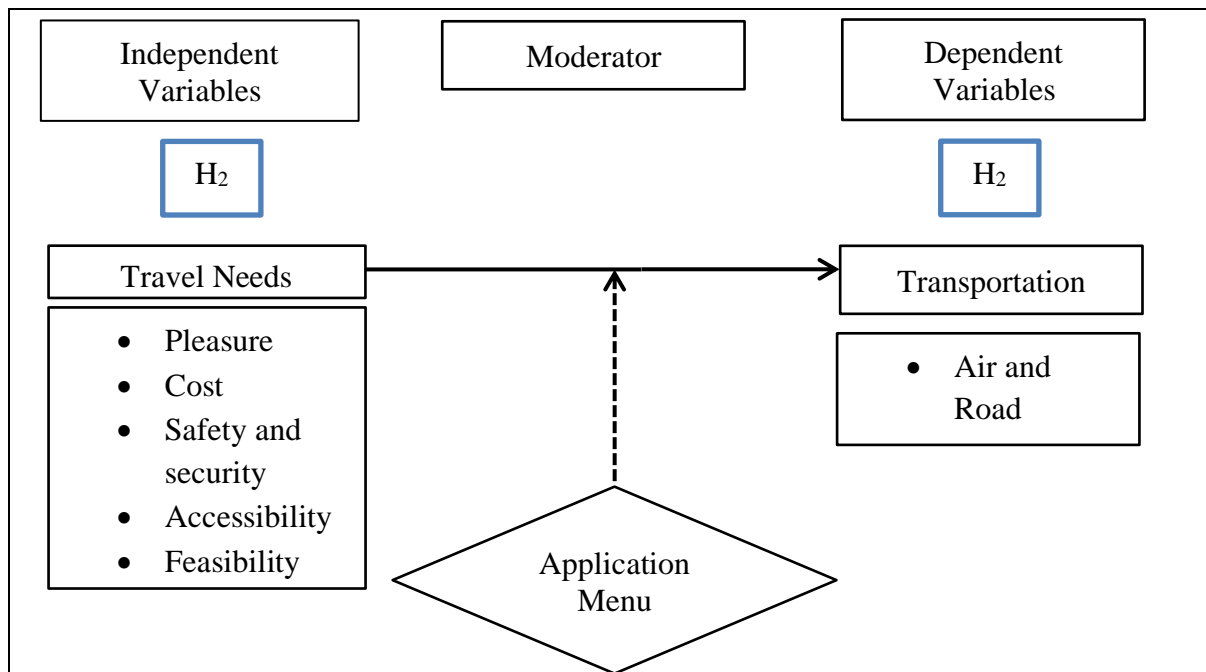 Independent
Variables
Moderator
Dependent
Variables
H₂
H₂
Travel Needs
Transportation
• Pleasure
• Cost
• Safety and
security
• Accessibility
• Feasibility
• Air and
Road
Application
Menu